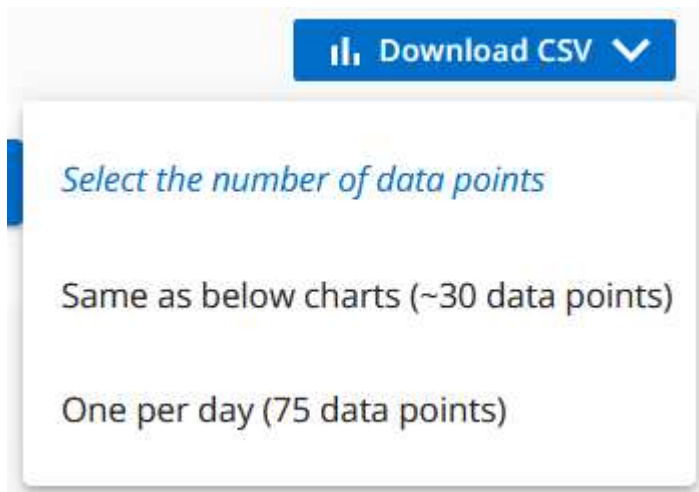 Download CSV
Select the number of data points
Same as below charts (~30 data points)
One per day (75 data points)